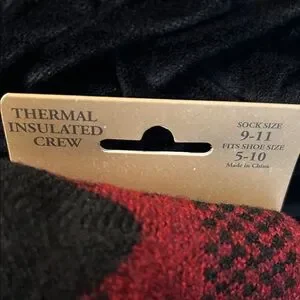 THERMAL
INSULATED
CREW
SOCK SIZE
9-11
FITS SHOE SIZE
5-10
Made in China